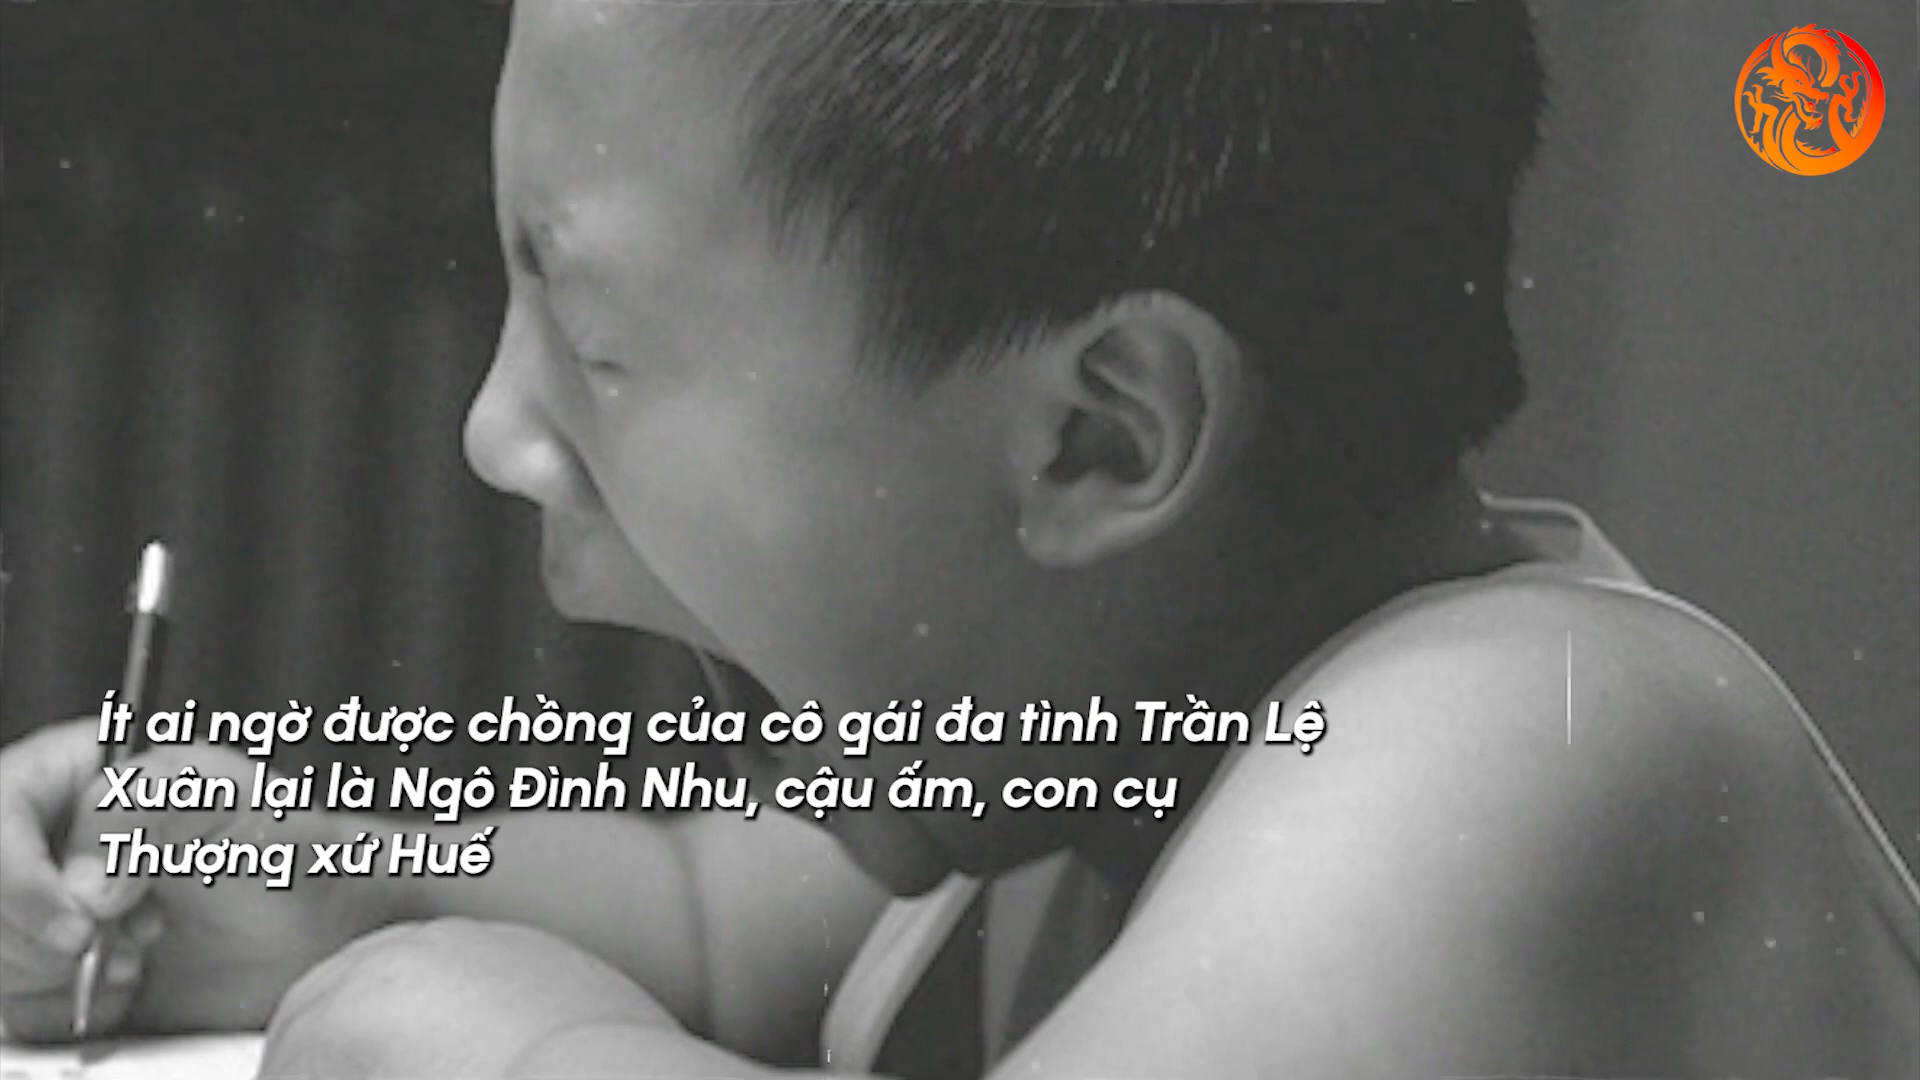 Ít ai ngờ được chồng của cô gái đa tình Trần Lệ
Xuân lại là Ngô Đình Nhu, cậu ấm, con cụ
Thượng xứ Huế